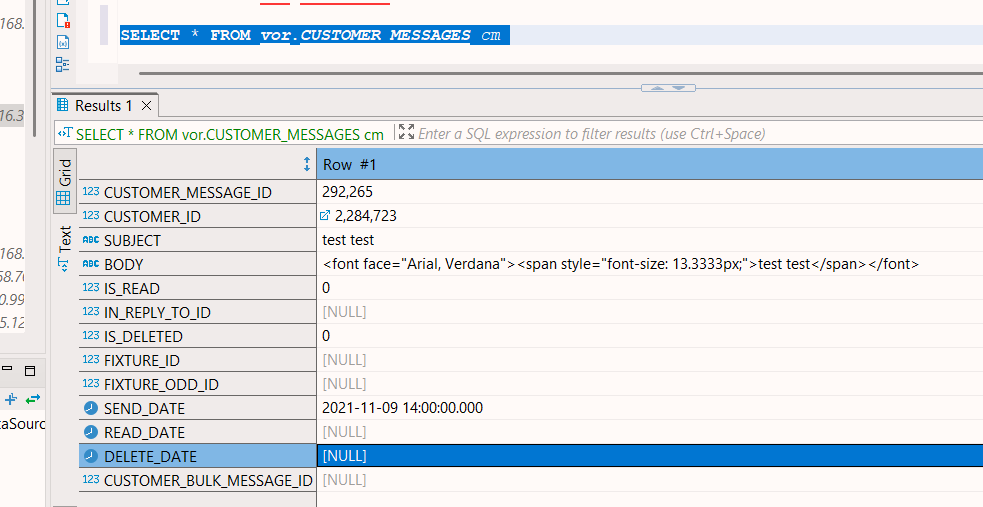 168.
SELECT * FROM vor.CUSTOMER_MESSAGES cm
16.3
Results 1
SELECT * FROM vor.CUSTOMER_MESSAGES cm
Enter a SQL expression to filter results (use Ctrl+Space)
Grid
Text
Row #1
123 CUSTOMER_MESSAGE_ID 292,265
123 CUSTOMER_ID 2,284,723
ABC SUBJECT test test
ABC BODY <font face="Arial, Verdana"><span style="font-size: 13.3333px;">test test</span></font>
123 IS_READ 0
123 IN_REPLY_TO_ID [NULL]
123 IS_DELETED 0
123 FIXTURE_ID [NULL]
123 FIXTURE_ODD_ID [NULL]
SEND_DATE 2021-11-09 14:00:00.000
READ_DATE [NULL]
DELETE_DATE [NULL]
123 CUSTOMER_BULK_MESSAGE_ID [NULL]
168.
0.99
5.12
taSourc